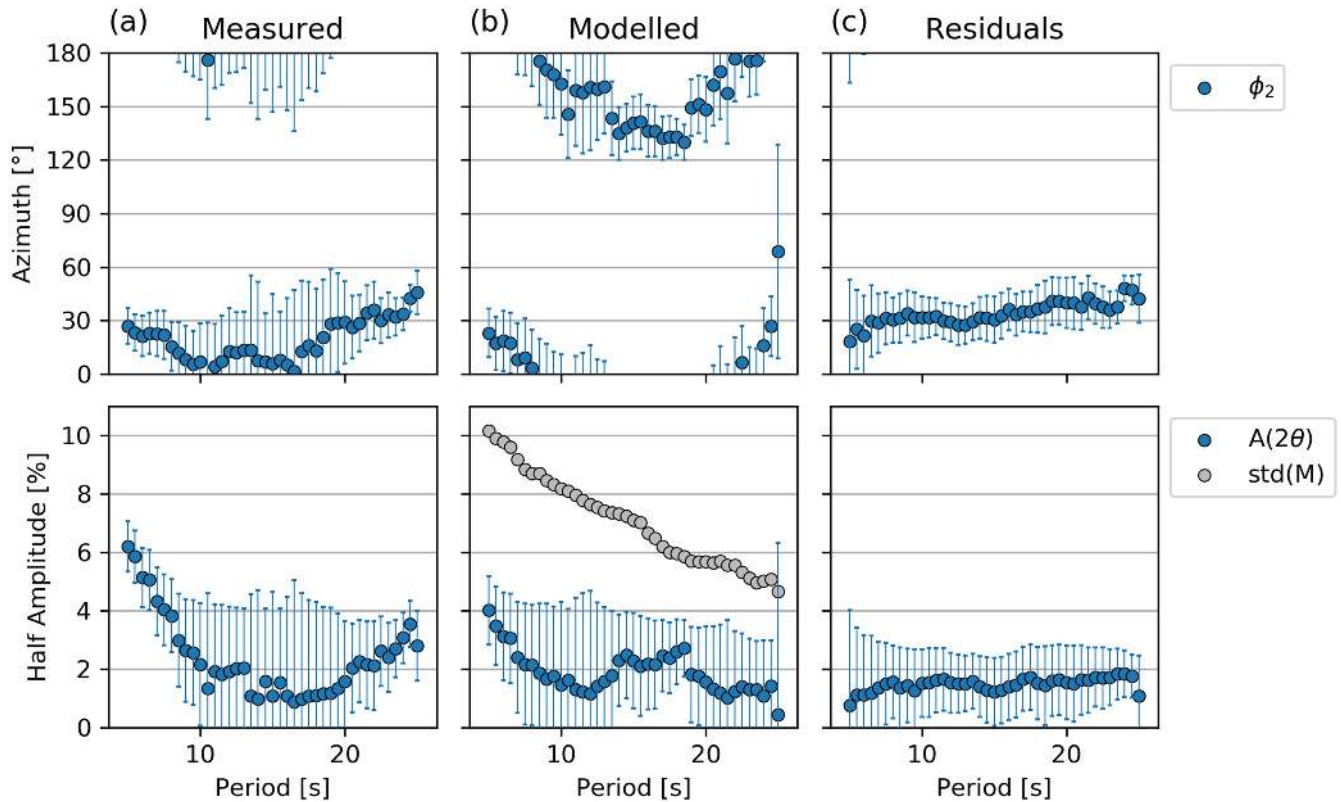 (a) Measured
(b) Modelled
(c) Residuals
Azimuth [°]
180
150
120
90
60
30
0
ϕ₂
Half Amplitude [%]
10
8
6
4
2
0
A(2θ)
std(M)
10 20
10 20
10 20
Period [s]
Period [s]
Period [s]